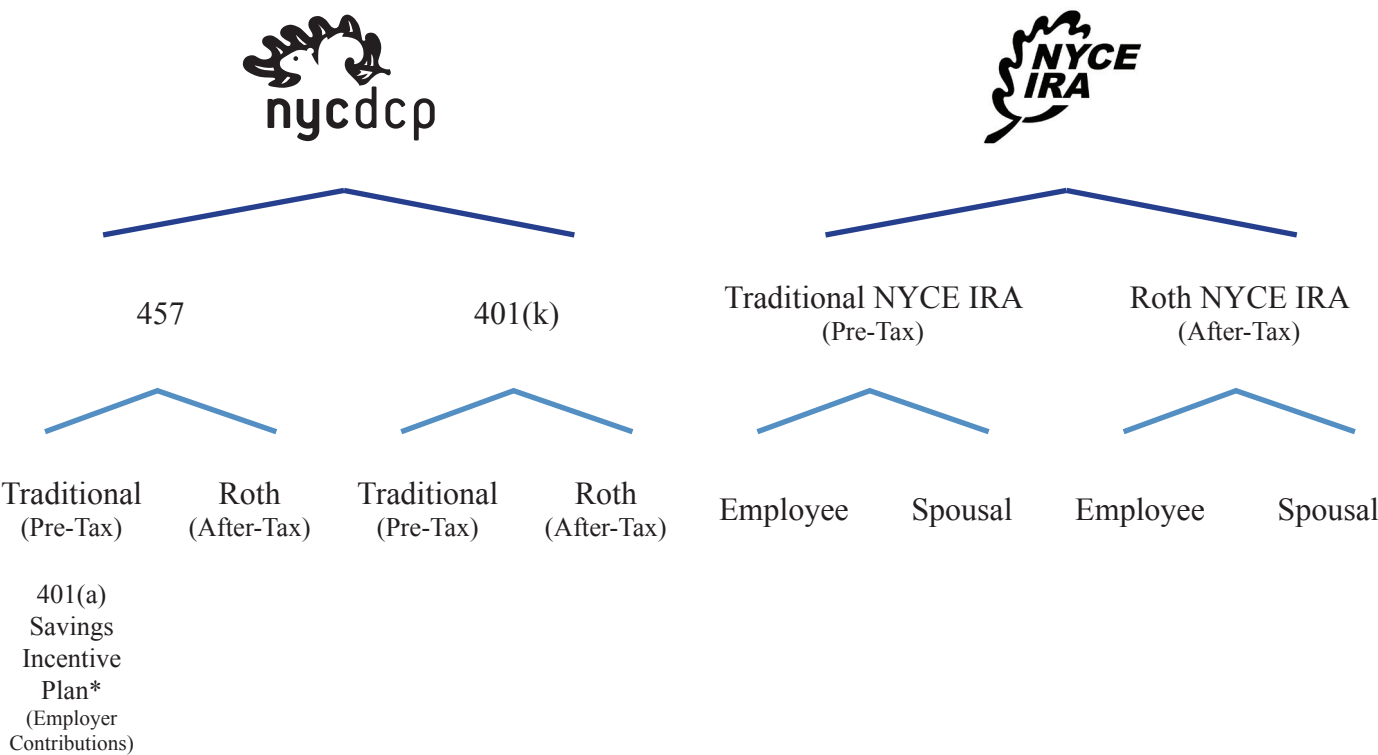 nycdcp
NYCE
IRA
457
401(k)
Traditional NYCE IRA
(Pre-Tax)
Roth NYCE IRA
(After-Tax)
Traditional
(Pre-Tax)
Roth
(After-Tax)
Traditional
(Pre-Tax)
Roth
(After-Tax)
Employee
Spousal
Employee
Spousal
401(a)
Savings
Incentive
Plan*
(Employer
Contributions)